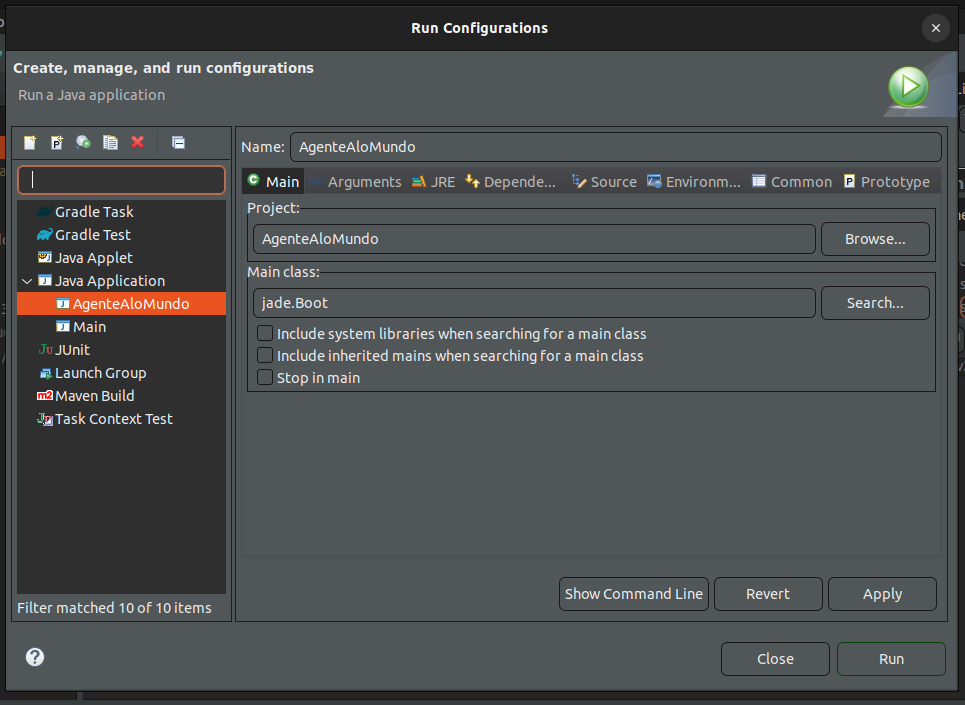 Run Configurations
Create, manage, and run configurations
Run a Java application
Name: AgenteAloMundo
Main Arguments JRE Depende... Source Environm... Common Prototype
Gradle Task
Gradle Test
Java Applet
Java Application
AgenteAloMundo
Main
JUnit
Launch Group
Maven Build
Task Context Test
Filter matched 10 of 10 items
Project:
AgenteAloMundo Browse...
Main class:
jade.Boot Search...
Include system libraries when searching for a main class
Include inherited mains when searching for a main class
Stop in main
Show Command Line Revert Apply
Close Run